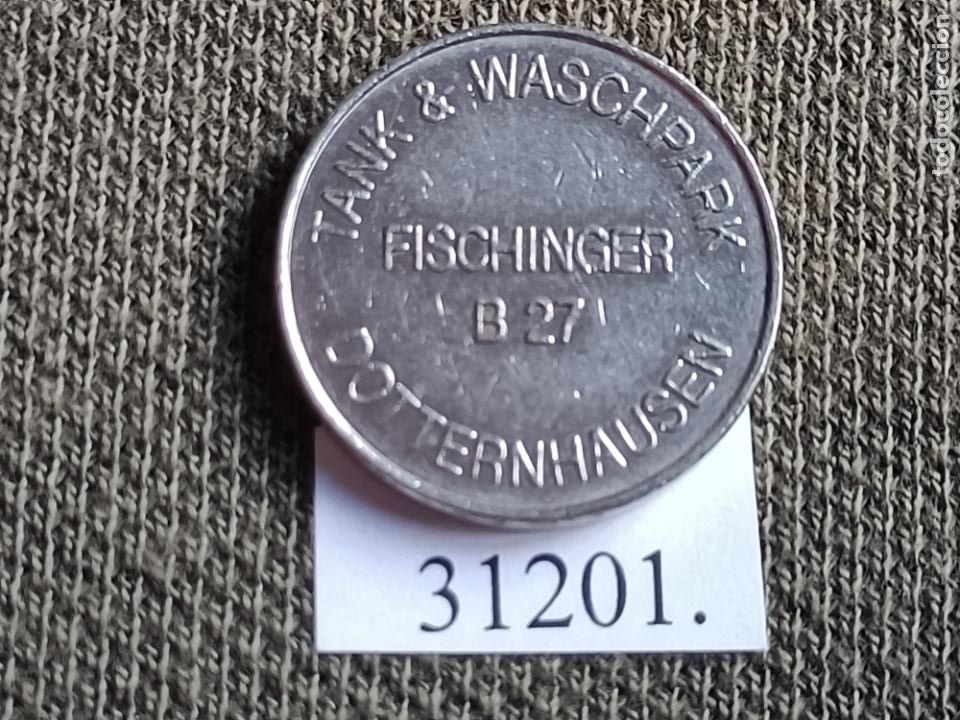 TANK & WASCHPARK
FISCHINGER
B 27
DOTTERNHAUSEN
31201.
todocoleccion